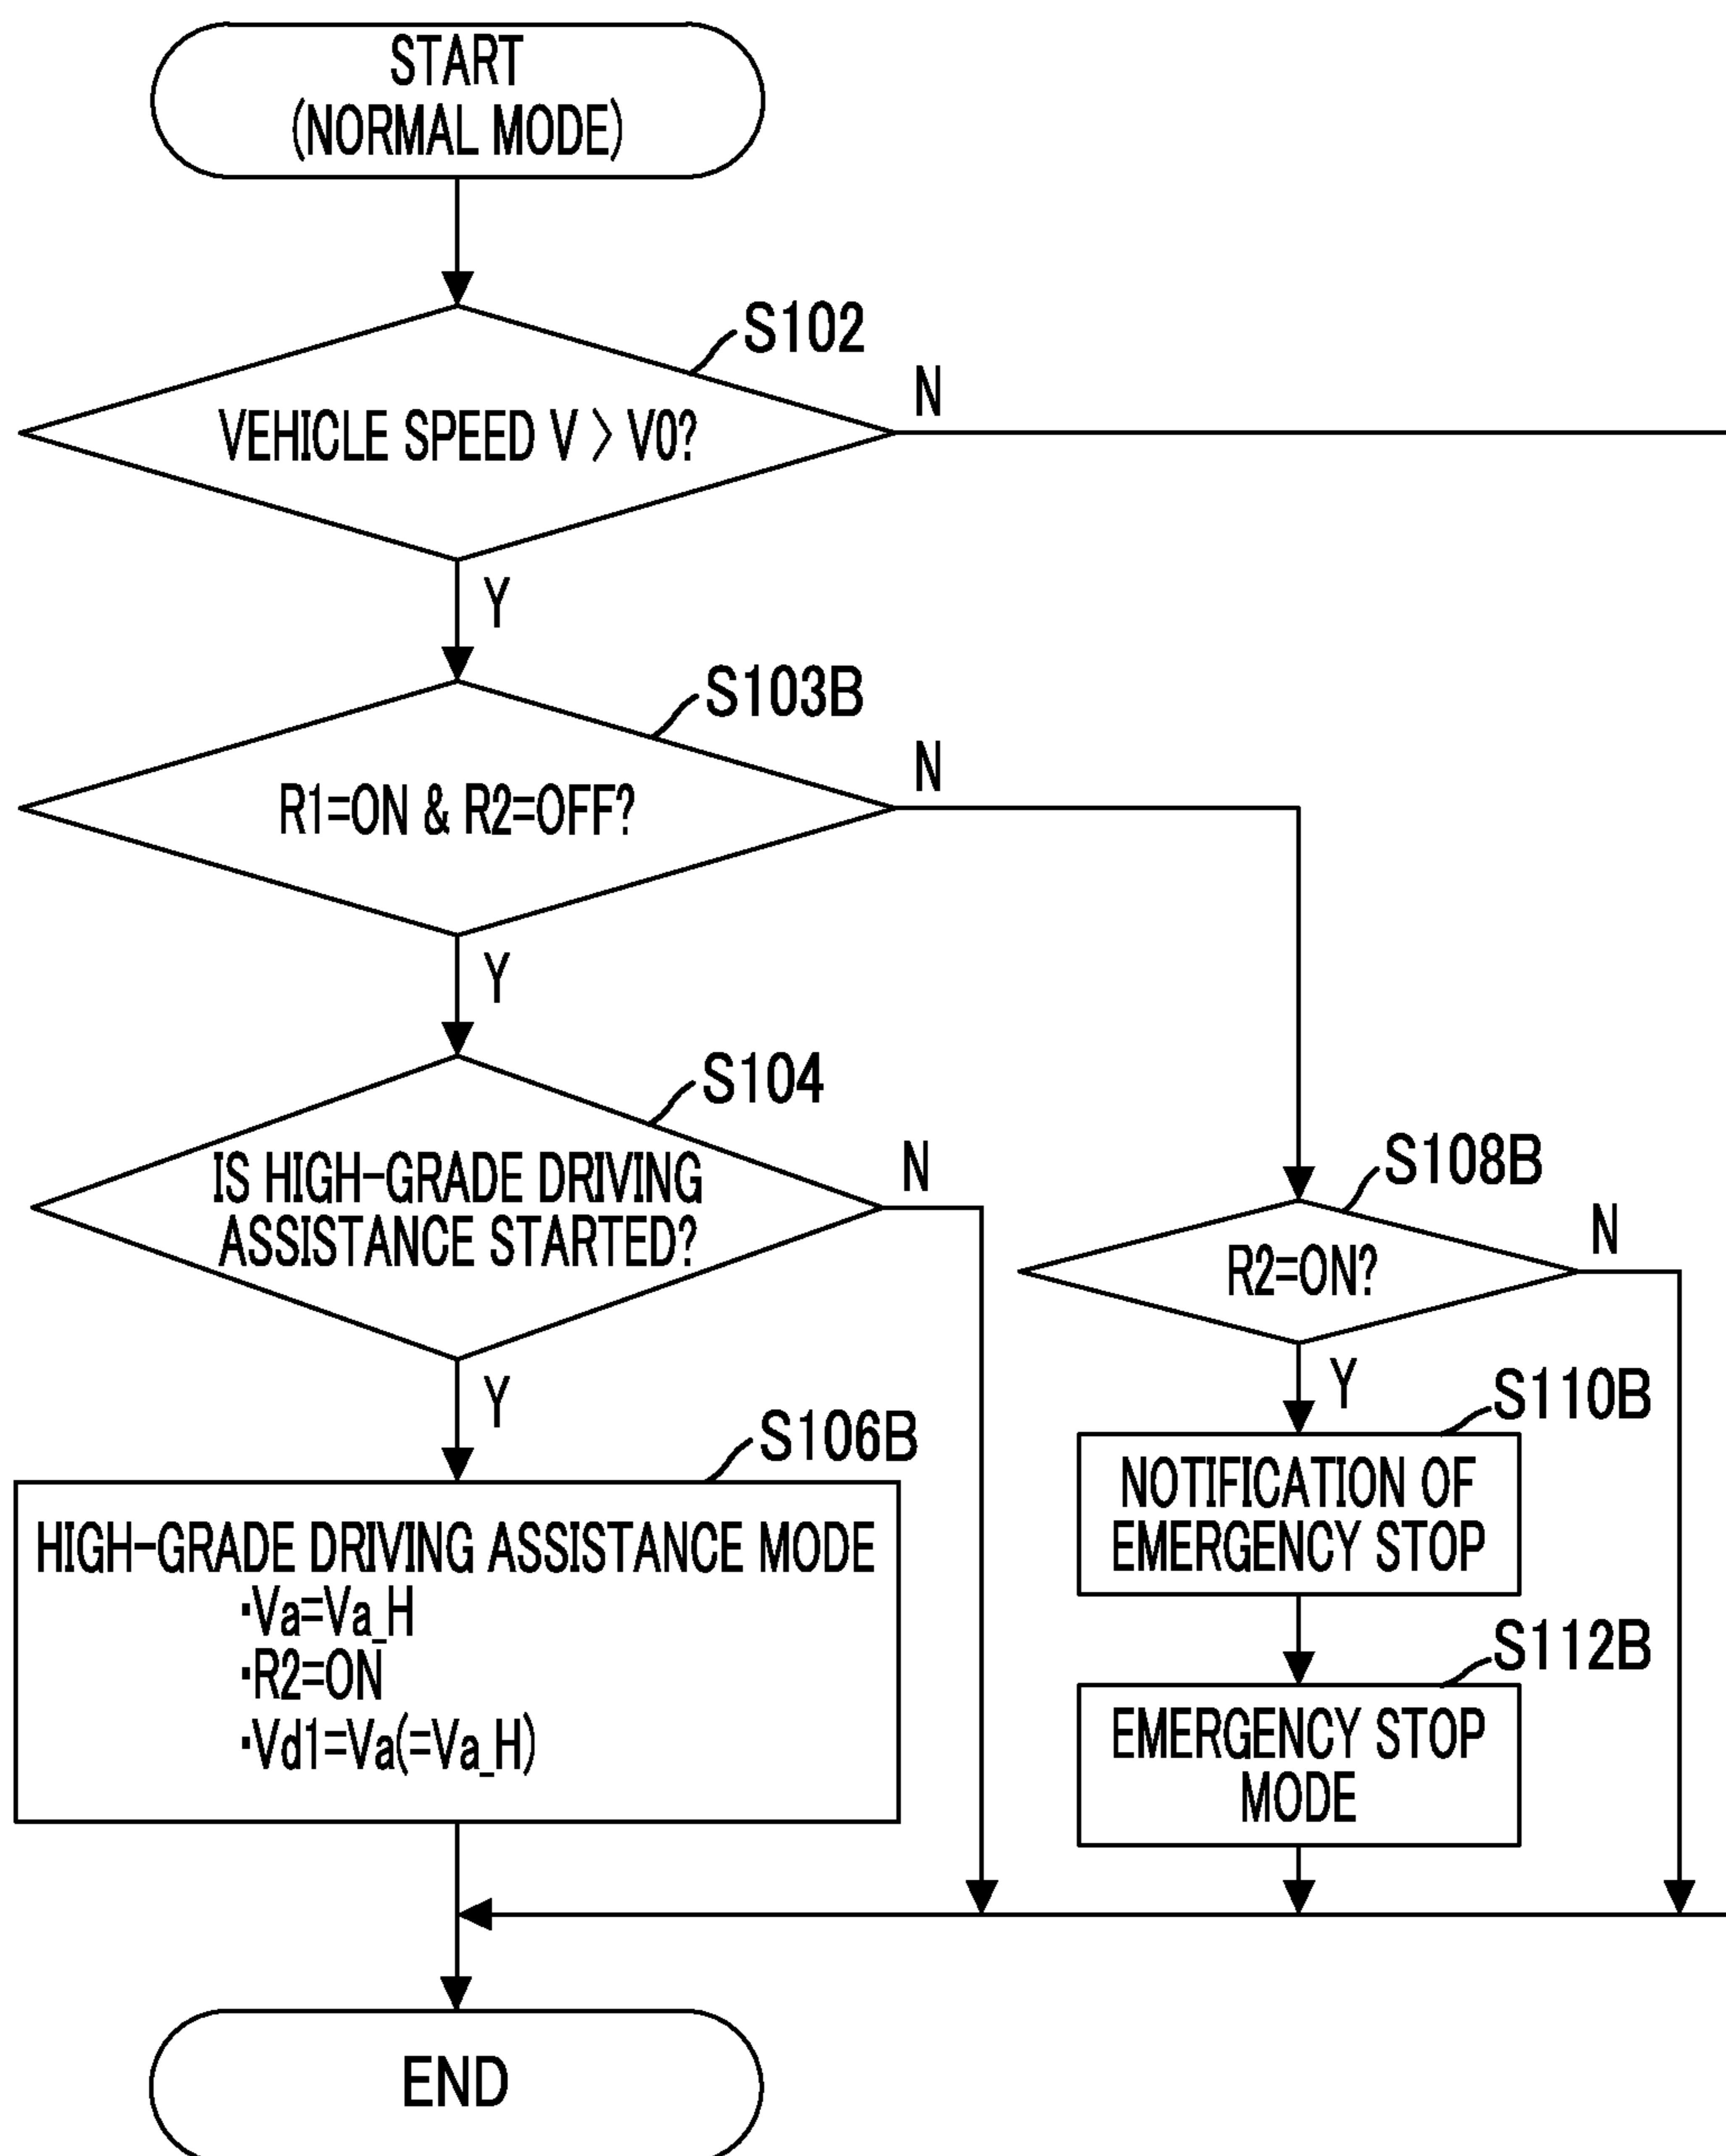 START
(NORMAL MODE)
S102
VEHICLE SPEED V > V0?
N
Y
S103B
R1=ON & R2=OFF?
N
Y
S104
IS HIGH-GRADE DRIVING
ASSISTANCE STARTED?
N
Y
S108B
R2=ON?
N
Y
S106B
HIGH-GRADE DRIVING ASSISTANCE MODE
▪Va=Va_H
▪R2=ON
▪Vd1=Va(=Va_H)
S110B
NOTIFICATION OF
EMERGENCY STOP
S112B
EMERGENCY STOP
MODE
END